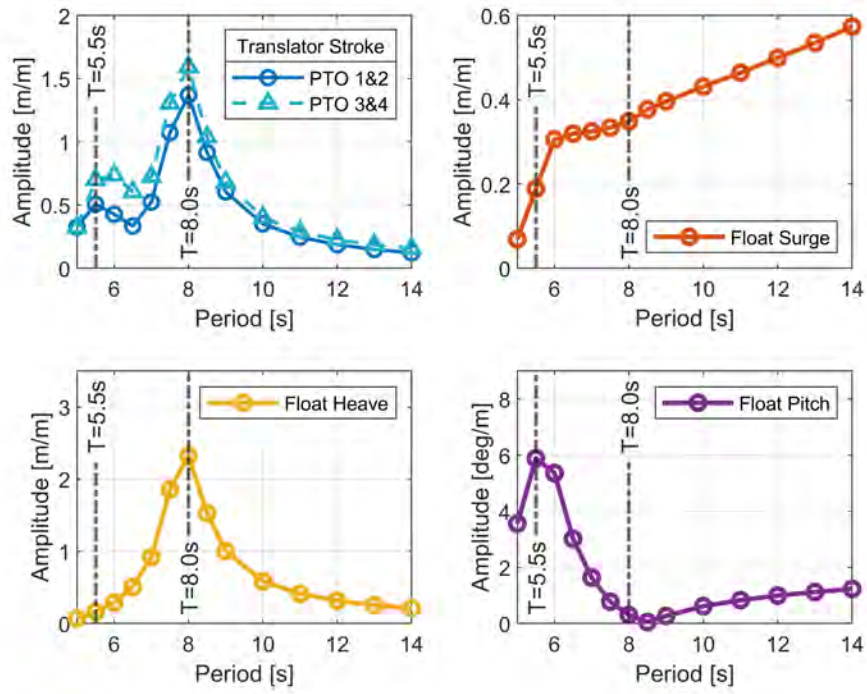 Amplitude [m/m]
2
1.5
1
0.5
0
T=5.5s
T=8.0s
Translator Stroke
PTO 1&2
PTO 3&4
6 8 10 12 14
Period [s]
Amplitude [m/m]
0.6
0.4
0.2
0
T=5.5s
T=8.0s
Float Surge
6 8 10 12 14
Period [s]
Amplitude [m/m]
3
2
1
0
T=5.5s
T=8.0s
Float Heave
6 8 10 12 14
Period [s]
Amplitude [deg/m]
8
6
4
2
0
T=5.5s
T=8.0s
Float Pitch
6 8 10 12 14
Period [s]